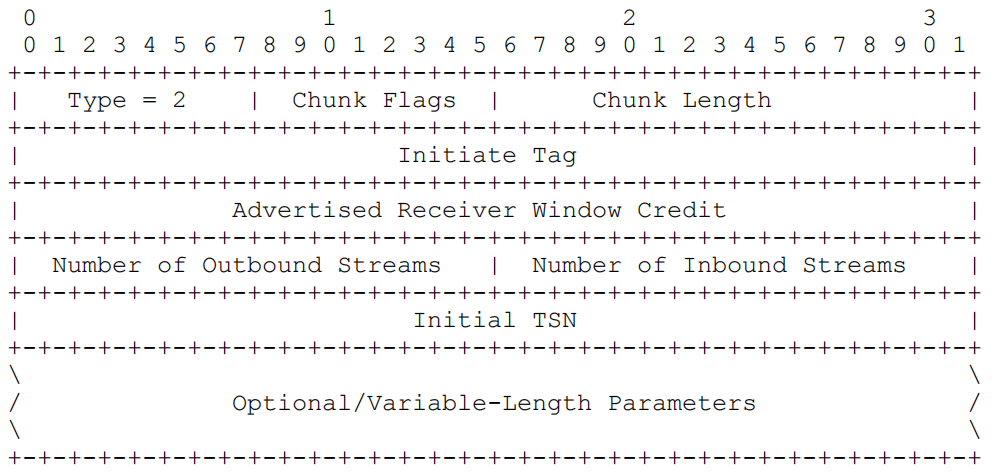 0                   1                   2                   3
 0 1 2 3 4 5 6 7 8 9 0 1 2 3 4 5 6 7 8 9 0 1 2 3 4 5 6 7 8 9 0 1
+-+-+-+-+-+-+-+-+-+-+-+-+-+-+-+-+-+-+-+-+-+-+-+-+-+-+-+-+-+-+-+-+
|   Type = 2    |  Chunk Flags  |      Chunk Length             |
+-+-+-+-+-+-+-+-+-+-+-+-+-+-+-+-+-+-+-+-+-+-+-+-+-+-+-+-+-+-+-+-+
|                         Initiate Tag                          |
+-+-+-+-+-+-+-+-+-+-+-+-+-+-+-+-+-+-+-+-+-+-+-+-+-+-+-+-+-+-+-+-+
|              Advertised Receiver Window Credit                |
+-+-+-+-+-+-+-+-+-+-+-+-+-+-+-+-+-+-+-+-+-+-+-+-+-+-+-+-+-+-+-+-+
|  Number of Outbound Streams   |  Number of Inbound Streams    |
+-+-+-+-+-+-+-+-+-+-+-+-+-+-+-+-+-+-+-+-+-+-+-+-+-+-+-+-+-+-+-+-+
|                          Initial TSN                          |
+-+-+-+-+-+-+-+-+-+-+-+-+-+-+-+-+-+-+-+-+-+-+-+-+-+-+-+-+-+-+-+-+
\                                                               \
/              Optional/Variable-Length Parameters              /
\                                                               \
+-+-+-+-+-+-+-+-+-+-+-+-+-+-+-+-+-+-+-+-+-+-+-+-+-+-+-+-+-+-+-+-+